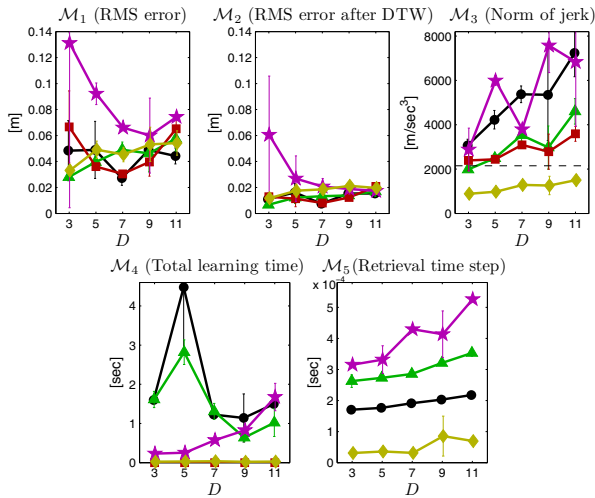 M₁ (RMS error) M₂ (RMS error after DTW) M₃ (Norm of jerk)
0.14 0.14 8000
0.12 0.12
0.1 0.1 6000
0.08 0.08
[m] [m] [m/sec³]
0.06 0.06 4000
0.04 0.04
0.02 0.02 2000
0 0 0
3 5 7 9 11 3 5 7 9 11 3 5 7 9 11
D D D
M₄ (Total learning time) M₅(Retrieval time step)
x 10⁻⁴
4 5
3 4
[sec] [sec]
2 3
2
1 1
0 0
3 5 7 9 11 3 5 7 9 11
D D